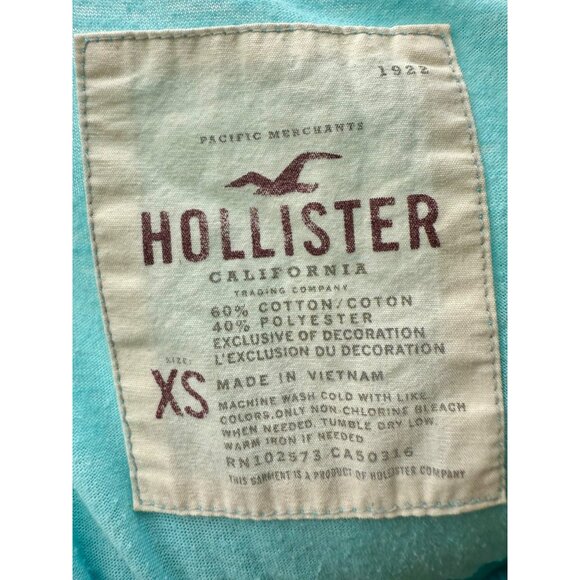 1922
PACIFIC MERCHANTS
HOLLISTER
CALIFORNIA
TRADING COMPANY
60% COTTON/COTON
40% POLYESTER
EXCLUSIVE OF DECORATION
L'EXCLUSION DU DECORATION
SIZE:
XS
MADE IN VIETNAM
MACHINE WASH COLD WITH LIKE
COLORS.ONLY NON-CHLORINE BLEACH
WHEN NEEDED. TUMBLE DRY LOW.
WARM IRON IF NEEDED
RN102573 CA50316
THIS GARMENT IS A PRODUCT OF HOLLISTER COMPANY